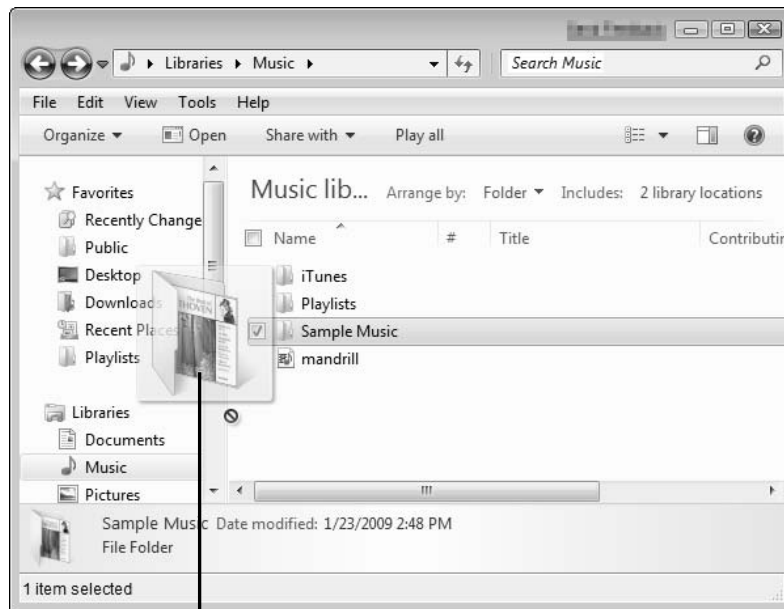 Libraries Music
Search Music
File Edit View Tools Help
Organize Open Share with Play all
Music lib... Arrange by: Folder Includes: 2 library locations
Name # Title Contributin
Favorites
Recently Change
Public
Desktop
Downloads
Recent Places
Playlists
Libraries
Documents
Music
Pictures
iTunes
Playlists
Sample Music
mandrill
Sample Music Date modified: 1/23/2009 2:48 PM
File Folder
1 item selected